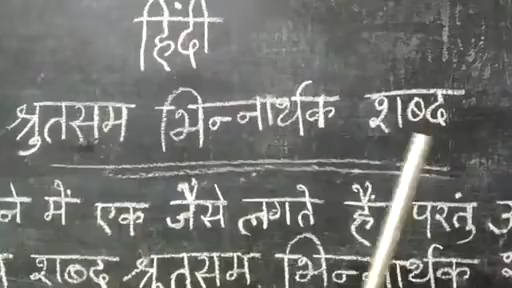 हिंदी
श्रुतसम भिन्नार्थक शब्द
ने में एक जैसे लगते हैं परंतु
शब्द श्रुतसम भिन्नार्थक